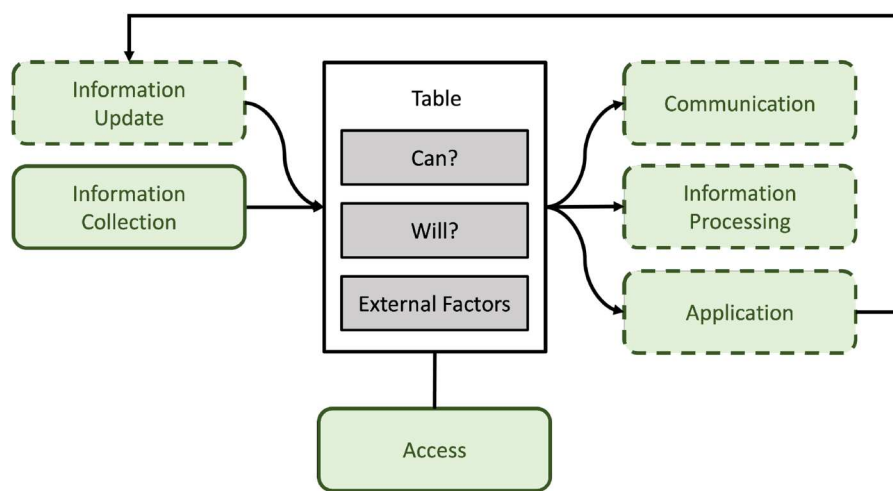 Information
Update
Information
Collection
Table
Can?
Will?
External Factors
Access
Communication
Information
Processing
Application